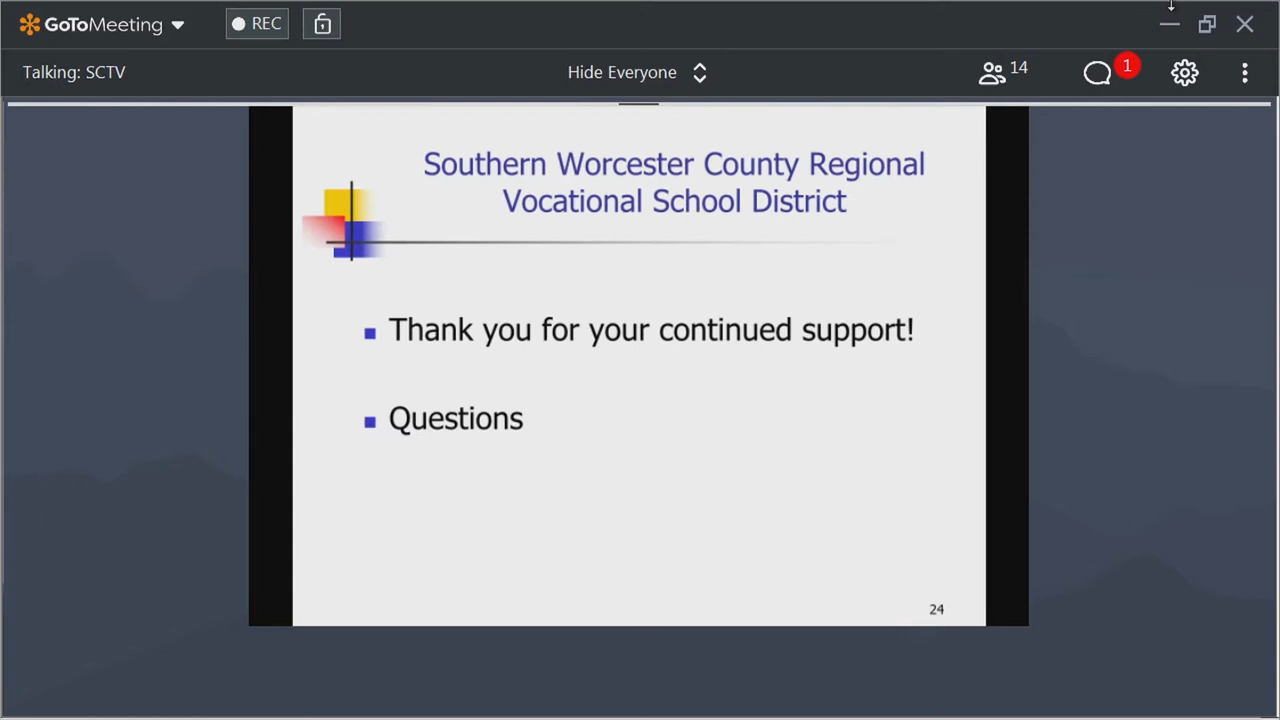 GoToMeeting
REC
Talking: SCTV
Hide Everyone
14
1
Southern Worcester County Regional
Vocational School District
Thank you for your continued support!
Questions
24